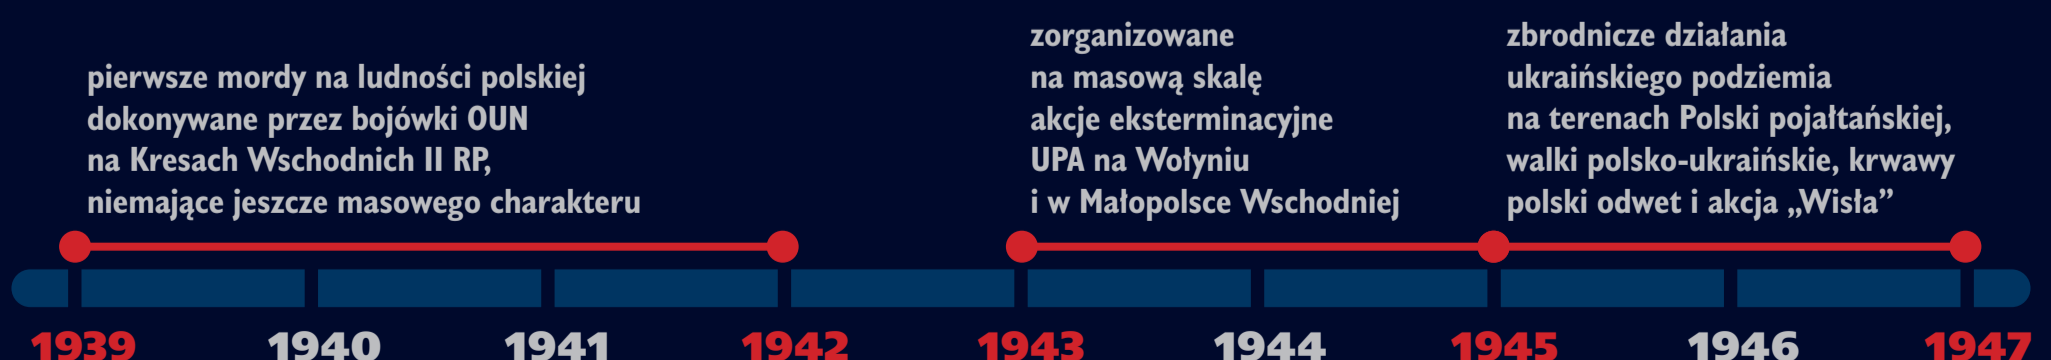 pierwsze mordy na ludności polskiej
dokonywane przez bojówki OUN
na Kresach Wschodnich II RP,
niemające jeszcze masowego charakteru
zorganizowane
na masową skalę
akcje eksterminacyjne
UPA na Wołyniu
i w Małopolsce Wschodniej
zbrodnicze działania
ukraińskiego podziemia
na terenach Polski pojałtańskiej,
walki polsko-ukraińskie, krwawy
polski odwet i akcja „Wisła”
1939 1940 1941 1942 1943 1944 1945 1946 1947